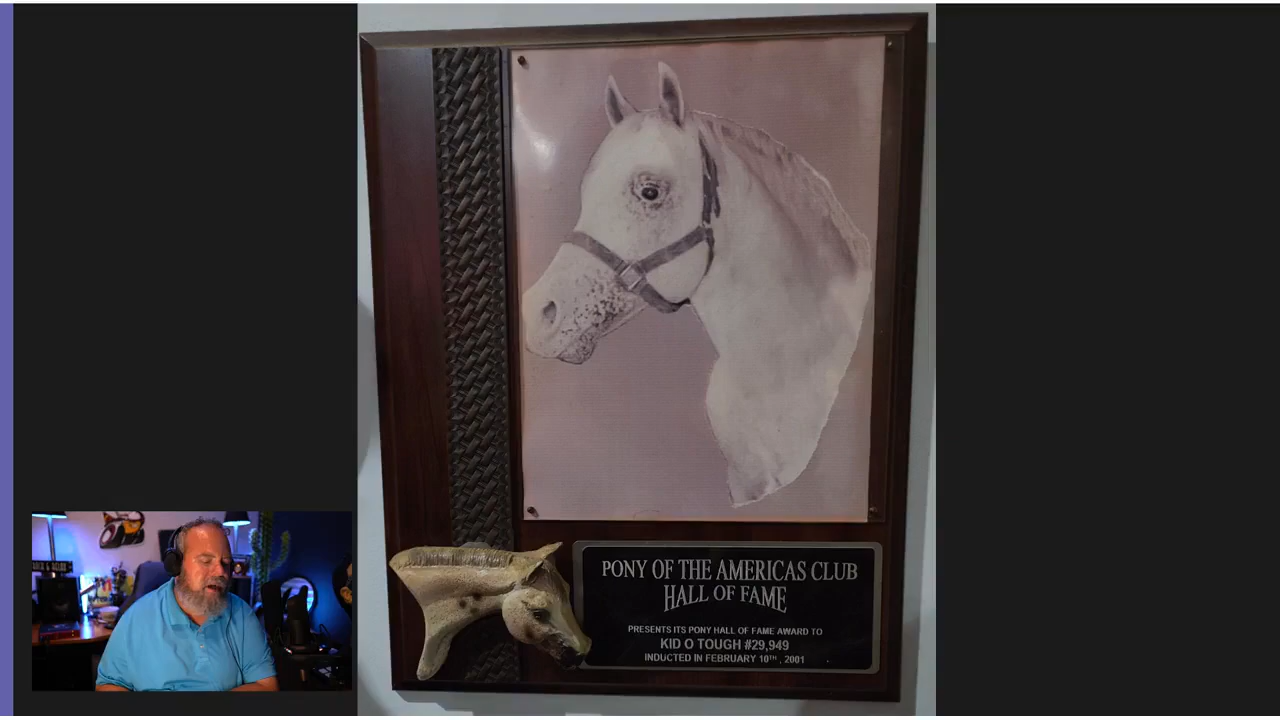 PONY OF THE AMERICAS CLUB
HALL OF FAME
PRESENTS ITS PONY HALL OF FAME AWARD TO
KID O TOUGH #29,949
INDUCTED IN FEBRUARY 10TH, 2001